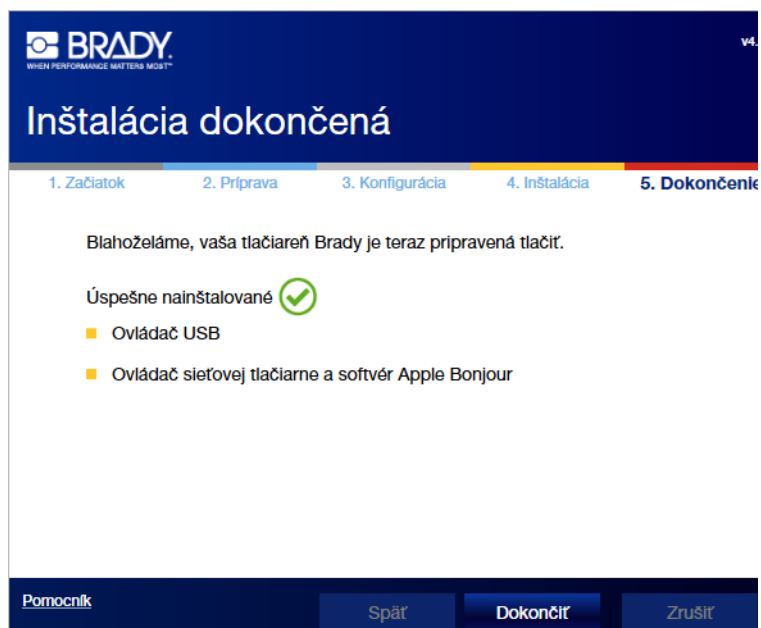 BRADY.
WHEN PERFORMANCE MATTERS MOST™
v4.
Inštalácia dokončená
1. Začiatok
2. Príprava
3. Konfigurácia
4. Inštalácia
5. Dokončenie
Blahoželáme, vaša tlačiareň Brady je teraz pripravená tlačiť.
Úspešne nainštalované
Ovládač USB
Ovládač sieťovej tlačiarne a softvér Apple Bonjour
Pomocník
Späť
Dokončiť
Zrušiť